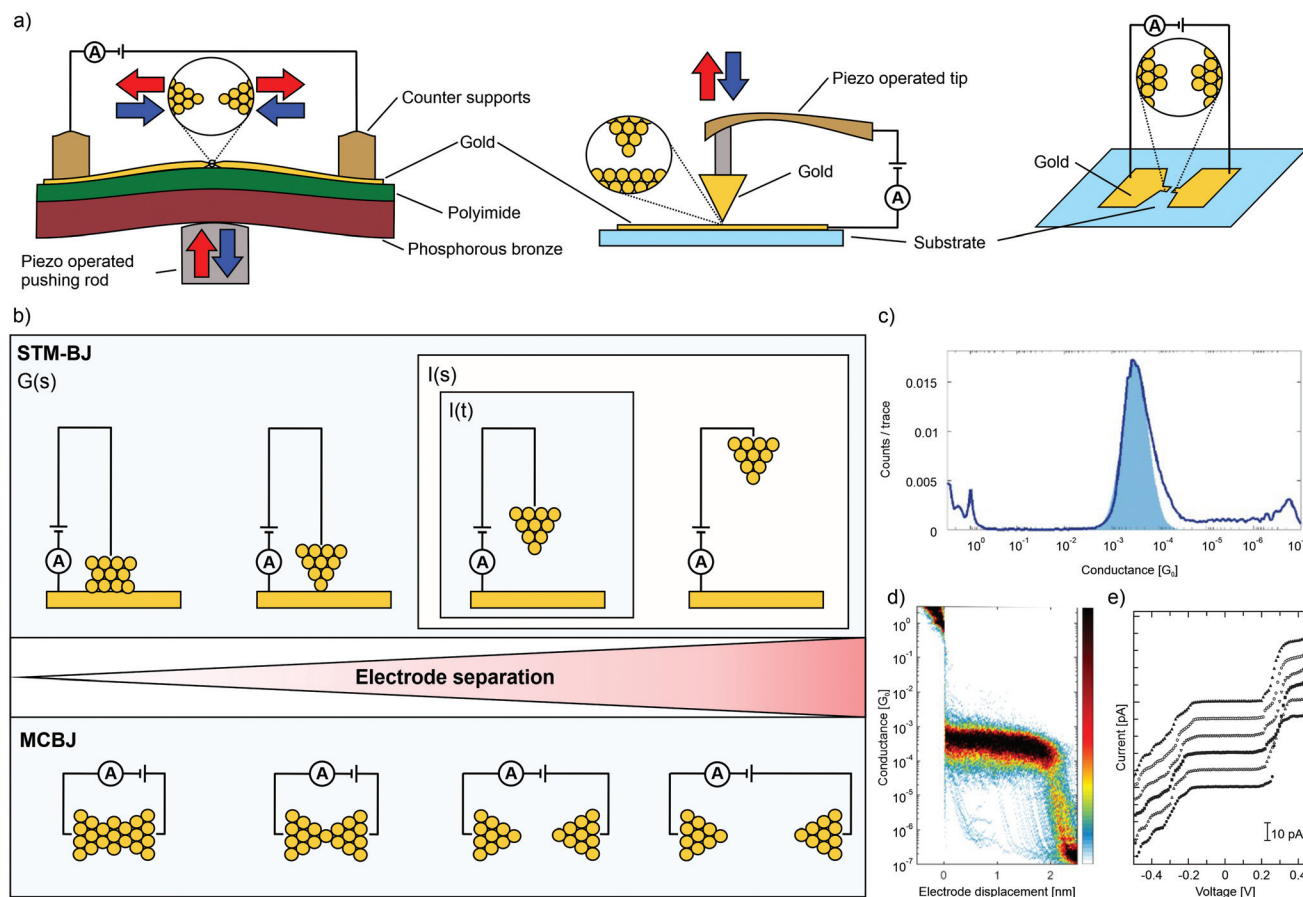 a)
A
Counter supports
Gold
Polyimide
Phosphorous bronze
Piezo operated
pushing rod
Piezo operated tip
Gold
A
Substrate
A
Gold
b)
STM-BJ
G(s)
I(s)
I(t)
A
A
A
A
Electrode separation
MCBJ
A
A
A
A
c)
Counts / trace
0.015
0.01
0.005
0
10⁰
10⁻¹
10⁻²
10⁻³
10⁻⁴
10⁻⁵
10⁻⁶
Conductance [G₀]
d)
Conductance [G₀]
10⁰
10⁻¹
10⁻²
10⁻³
10⁻⁴
10⁻⁵
10⁻⁶
10⁻⁷
0
1
2
Electrode displacement [nm]
e)
Current [pA]
10 pA
-0.4
-0.2
0
0.2
0.4
Voltage [V]